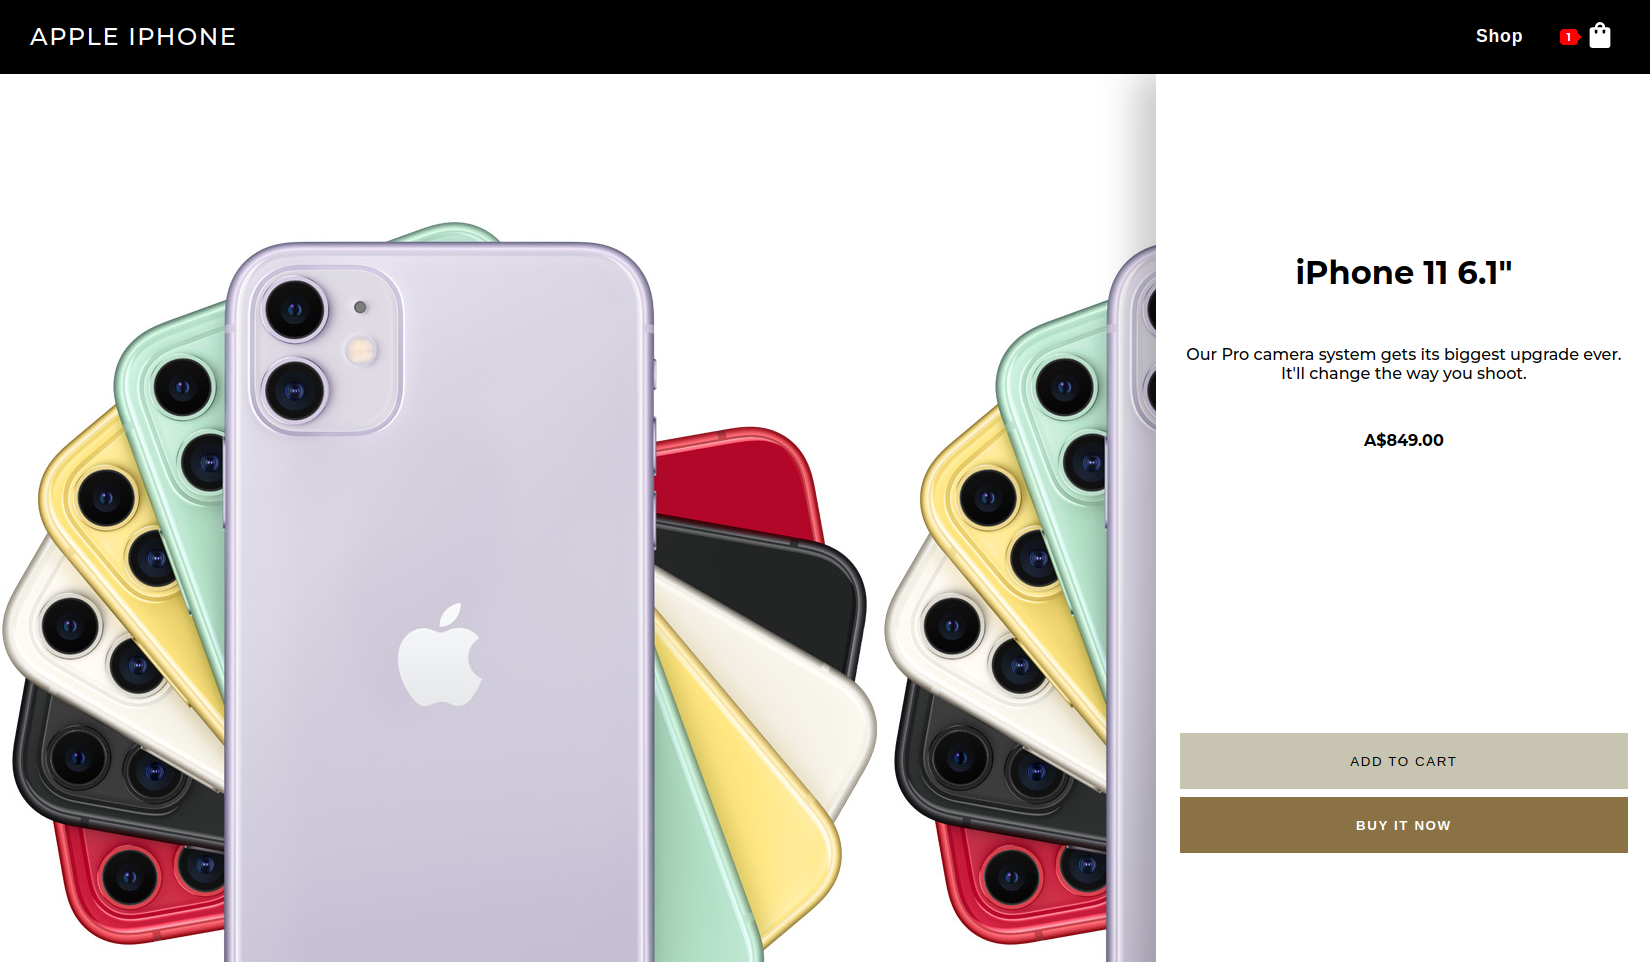 APPLE IPHONE
Shop
1
iPhone 11 6.1"
Our Pro camera system gets its biggest upgrade ever.
It'll change the way you shoot.
A$849.00
ADD TO CART
BUY IT NOW